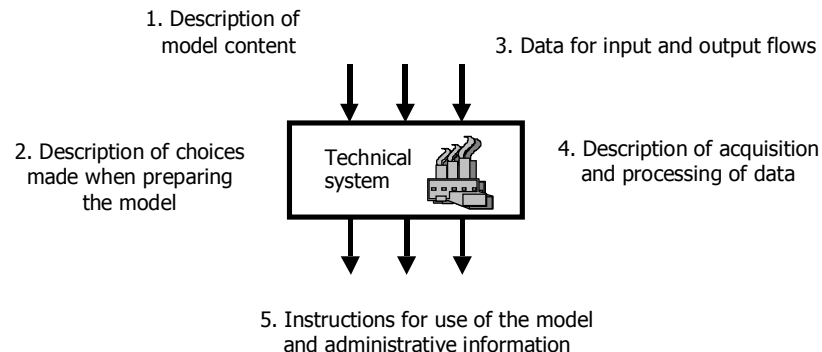 1. Description of
model content
3. Data for input and output flows
2. Description of choices
made when preparing
the model
Technical
system
4. Description of acquisition
and processing of data
5. Instructions for use of the model
and administrative information